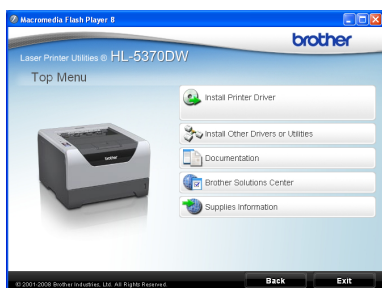 Macromedia Flash Player 8
brother
Laser Printer Utilities ® HL-5370DW
Top Menu
Install Printer Driver
Install Other Drivers or Utilities
Documentation
Brother Solutions Center
Supplies Information
© 2001-2008 Brother Industries, Ltd. All Rights Reserved.
Back
Exit